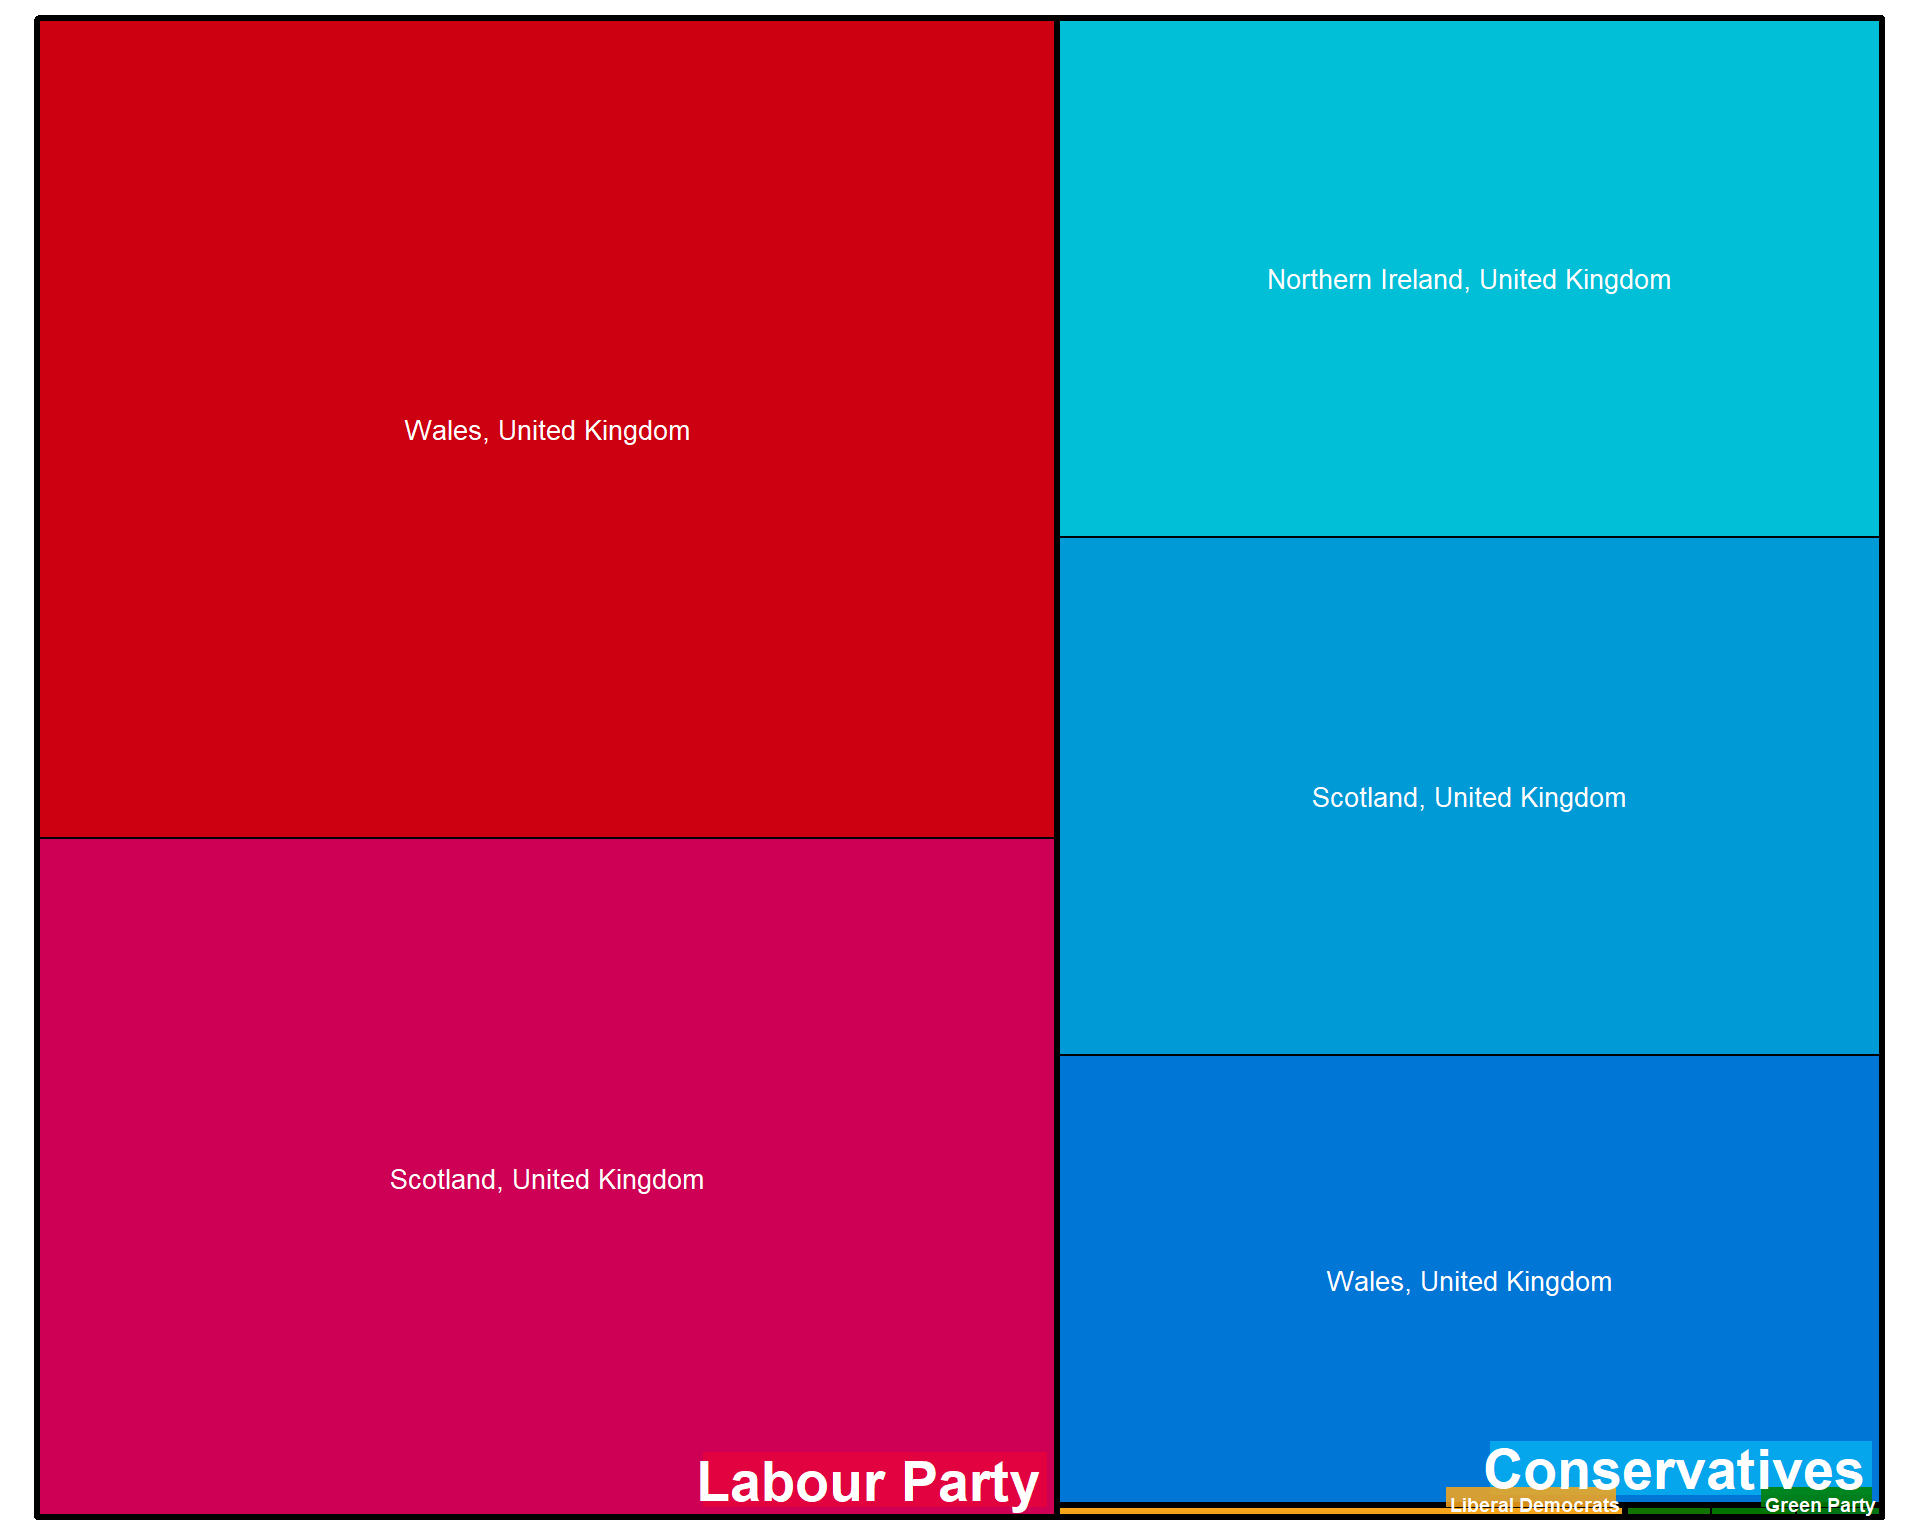 Wales, United Kingdom
Scotland, United Kingdom
Labour Party
Northern Ireland, United Kingdom
Scotland, United Kingdom
Wales, United Kingdom
Conservatives
Liberal Democrats
Green Party